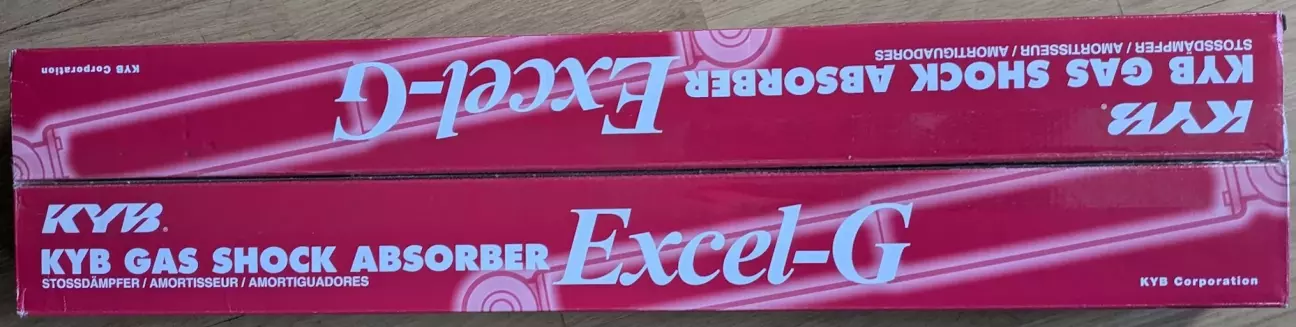 KYB Corporation
Excel-G
STOSSDÄMPFER / AMORTISSEUR / AMORTIGUADORES
KYB GAS SHOCK ABSORBER
KYB®
KYB®
KYB GAS SHOCK ABSORBER Excel-G
STOSSDÄMPFER / AMORTISSEUR / AMORTIGUADORES
KYB Corporation